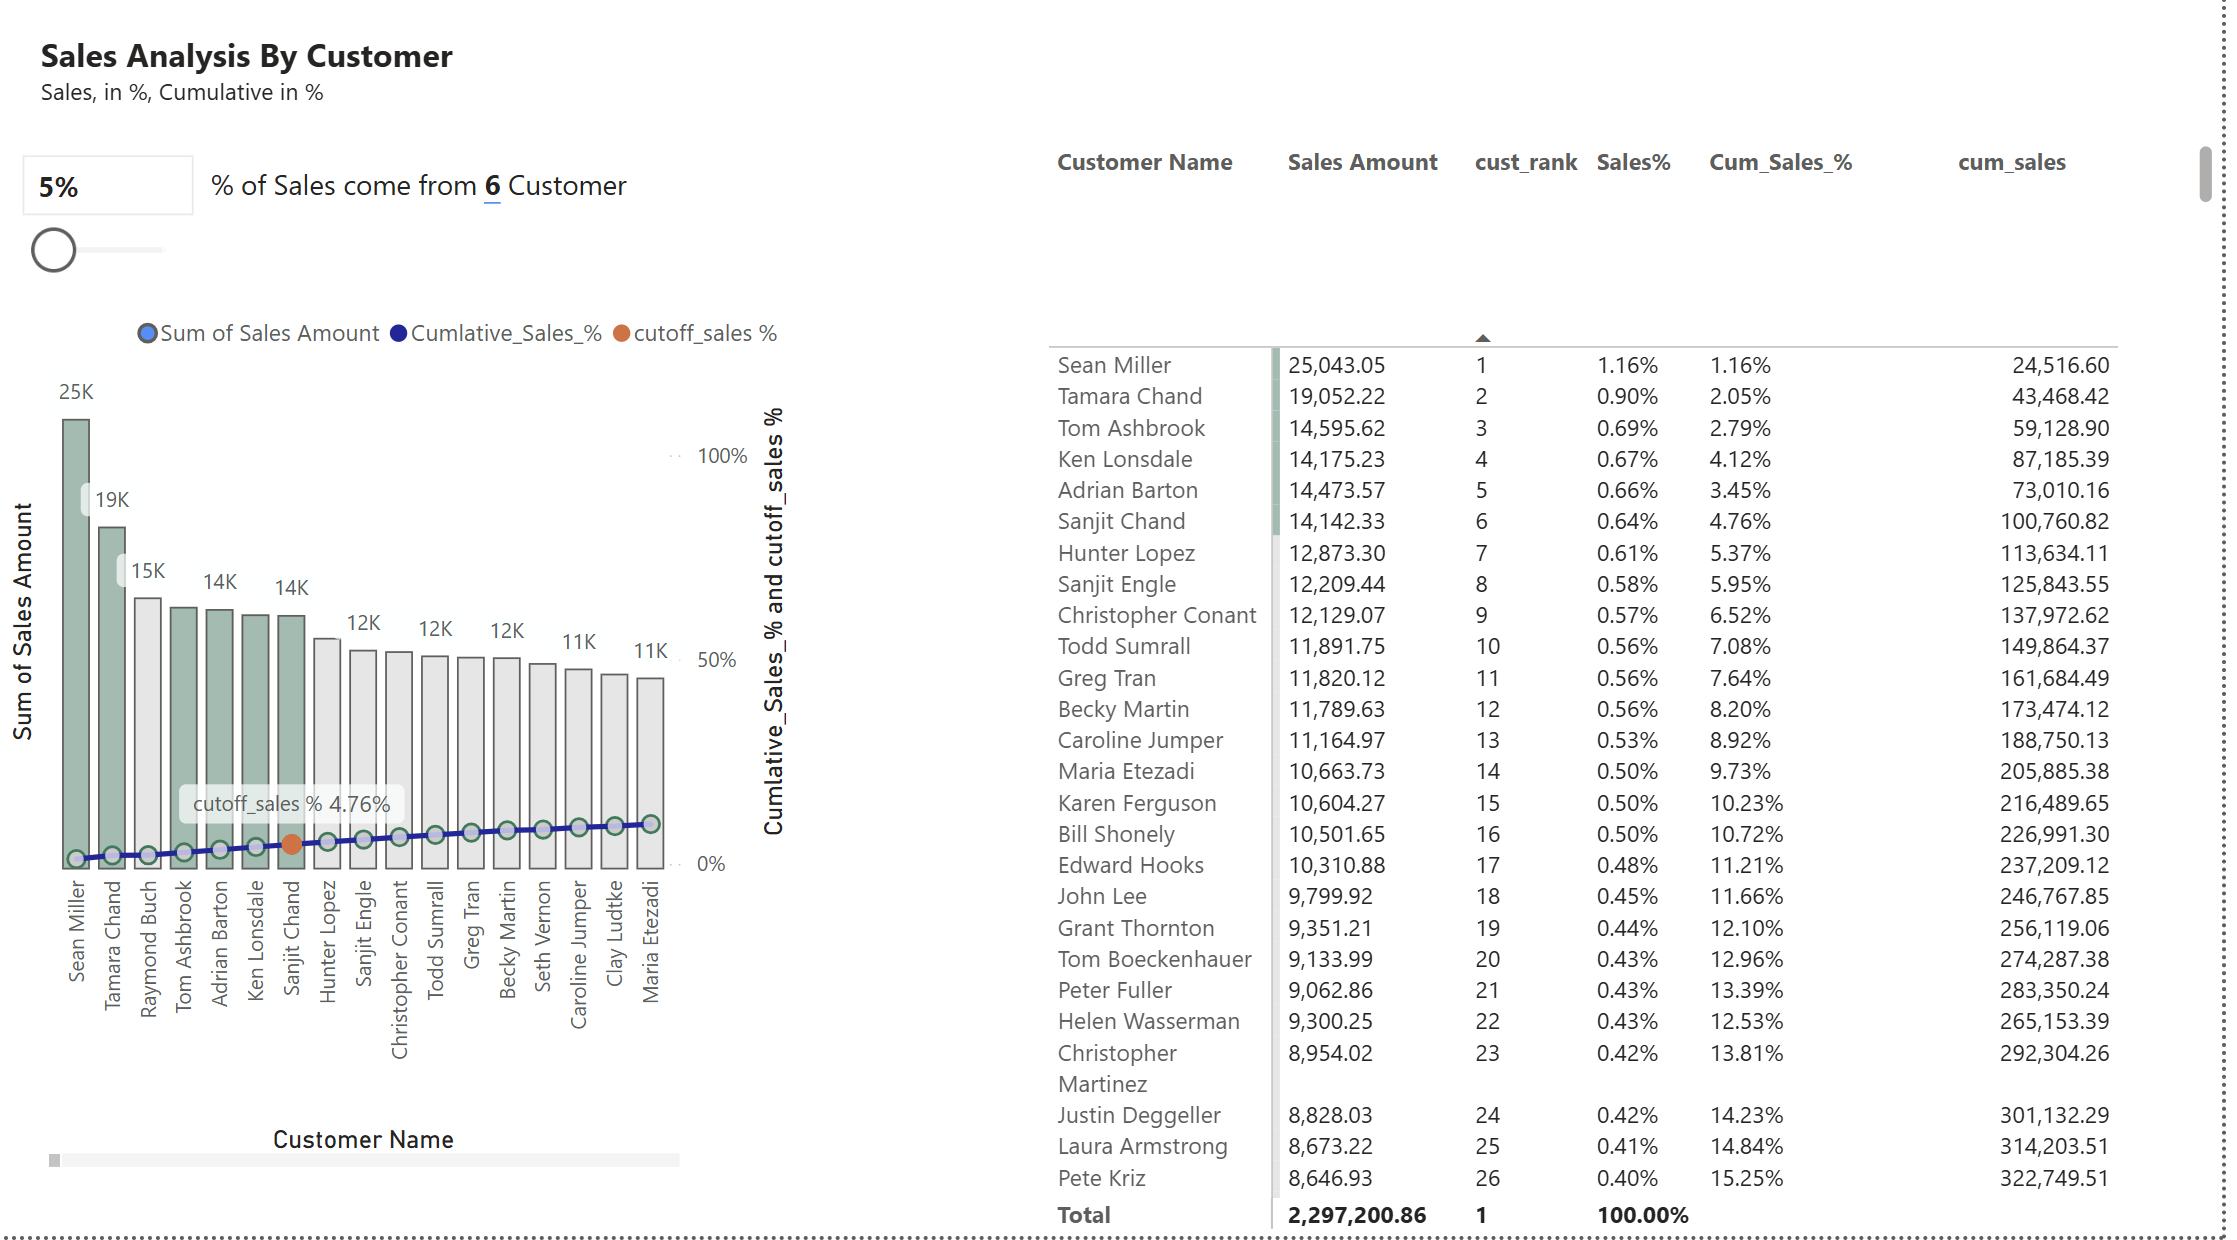 Sales Analysis By Customer
Sales, in %, Cumulative in %
5%
% of Sales come from 6 Customer
Sum of Sales Amount Cumlative_Sales_% cutoff_sales %
Sum of Sales Amount
25K
19K
15K
14K
14K
12K
12K
12K
11K
11K
100%
50%
0%
cutoff_sales % 4.76%
Cumlative_Sales_% and cutoff_sales %
Sean Miller
Tamara Chand
Raymond Buch
Tom Ashbrook
Adrian Barton
Ken Lonsdale
Sanjit Chand
Hunter Lopez
Sanjit Engle
Christopher Conant
Todd Sumrall
Greg Tran
Becky Martin
Seth Vernon
Caroline Jumper
Clay Ludtke
Maria Etezadi
Customer Name
Customer Name Sales Amount cust_rank Sales% Cum_Sales_% cum_sales
Sean Miller 25,043.05 1 1.16% 1.16% 24,516.60
Tamara Chand 19,052.22 2 0.90% 2.05% 43,468.42
Tom Ashbrook 14,595.62 3 0.69% 2.79% 59,128.90
Ken Lonsdale 14,175.23 4 0.67% 4.12% 87,185.39
Adrian Barton 14,473.57 5 0.66% 3.45% 73,010.16
Sanjit Chand 14,142.33 6 0.64% 4.76% 100,760.82
Hunter Lopez 12,873.30 7 0.61% 5.37% 113,634.11
Sanjit Engle 12,209.44 8 0.58% 5.95% 125,843.55
Christopher Conant 12,129.07 9 0.57% 6.52% 137,972.62
Todd Sumrall 11,891.75 10 0.56% 7.08% 149,864.37
Greg Tran 11,820.12 11 0.56% 7.64% 161,684.49
Becky Martin 11,789.63 12 0.56% 8.20% 173,474.12
Caroline Jumper 11,164.97 13 0.53% 8.92% 188,750.13
Maria Etezadi 10,663.73 14 0.50% 9.73% 205,885.38
Karen Ferguson 10,604.27 15 0.50% 10.23% 216,489.65
Bill Shonely 10,501.65 16 0.50% 10.72% 226,991.30
Edward Hooks 10,310.88 17 0.48% 11.21% 237,209.12
John Lee 9,799.92 18 0.45% 11.66% 246,767.85
Grant Thornton 9,351.21 19 0.44% 12.10% 256,119.06
Tom Boeckenhauer 9,133.99 20 0.43% 12.96% 274,287.38
Peter Fuller 9,062.86 21 0.43% 13.39% 283,350.24
Helen Wasserman 9,300.25 22 0.43% 12.53% 265,153.39
Christopher 8,954.02 23 0.42% 13.81% 292,304.26
Martinez
Justin Deggeller 8,828.03 24 0.42% 14.23% 301,132.29
Laura Armstrong 8,673.22 25 0.41% 14.84% 314,203.51
Pete Kriz 8,646.93 26 0.40% 15.25% 322,749.51
Total 2,297,200.86 1 100.00%